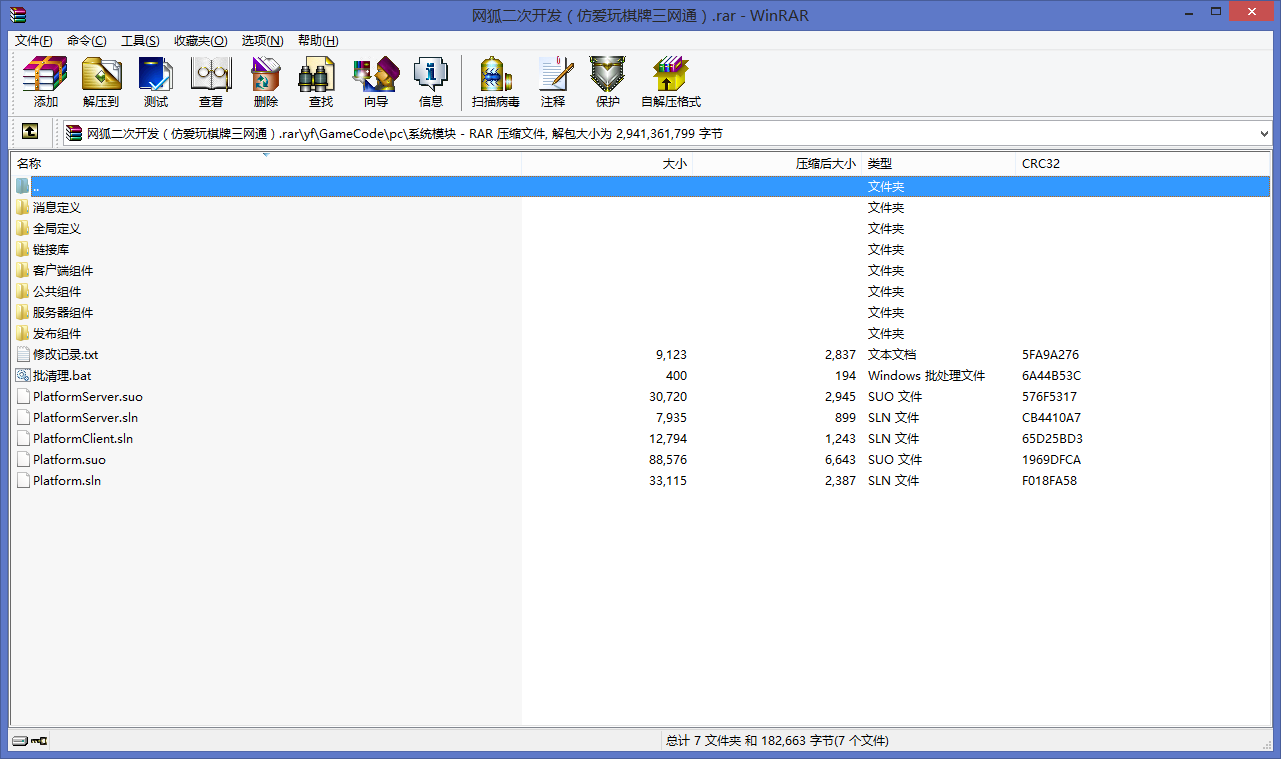 网狐二次开发（仿爱玩棋牌三网通）.rar - WinRAR
文件(F) 命令(C) 工具(S) 收藏夹(O) 选项(N) 帮助(H)
添加 解压到 测试 查看 删除 查找 向导 信息 扫描病毒 注释 保护 自解压格式
网狐二次开发（仿爱玩棋牌三网通）.rar\yf\GameCode\pc\系统模块 - RAR 压缩文件, 解包大小为 2,941,361,799 字节
名称 大小 压缩后大小 类型 CRC32
.. 文件夹
消息定义 文件夹
全局定义 文件夹
链接库 文件夹
客户端组件 文件夹
公共组件 文件夹
服务器组件 文件夹
发布组件 文件夹
修改记录.txt 9,123 2,837 文本文档 5FA9A276
批清理.bat 400 194 Windows 批处理文件 6A44B53C
PlatformServer.suo 30,720 2,945 SUO 文件 576F5317
PlatformServer.sln 7,935 899 SLN 文件 CB4410A7
PlatformClient.sln 12,794 1,243 SLN 文件 65D25BD3
Platform.suo 88,576 6,643 SUO 文件 1969DFCA
Platform.sln 33,115 2,387 SLN 文件 F018FA58
总计 7 文件夹 和 182,663 字节(7 个文件)